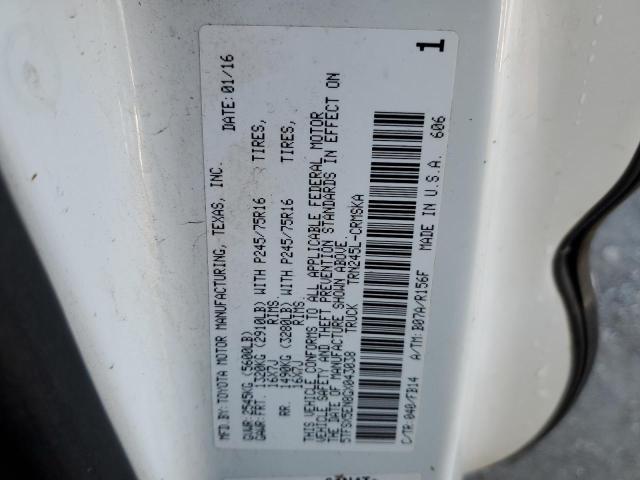 MFD.BY:TOYOTA MOTOR MANUFACTURING, TEXAS, INC. DATE:01/16
GVWR:2545KG(5600LB)
GAWR:FRT. 1320KG (2910LB) WITH P245/75R16 TIRES,
16X7J RIMS,
RR. 1490KG (3280LB) WITH P245/75R16 TIRES,
16X7J RIMS.
THIS VEHICLE CONFORMS TO ALL APPLICABLE FEDERAL MOTOR
VEHICLE SAFETY AND THEFT PREVENTION STANDARDS IN EFFECT ON
THE DATE OF MANUFACTURE SHOWN ABOVE.
5TFSX5EN8GX043038 TRUCK TRN245L-CRMSKA
C/TR:040/FB14 A/TM:B07A/R156F MADE IN U.S.A. 606
1